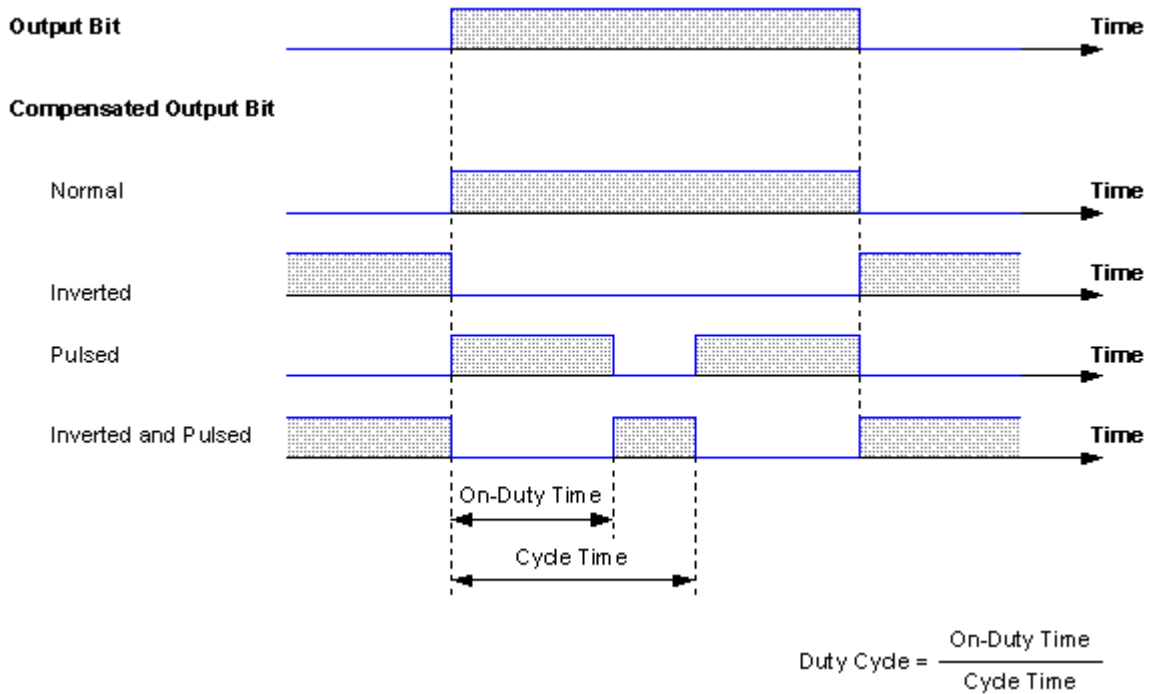 Output Bit
Time
Compensated Output Bit
Normal
Time
Inverted
Time
Pulsed
Time
Inverted and Pulsed
Time
On-Duty Time
Cycle Time
Duty Cycle = On-Duty Time
Cycle Time